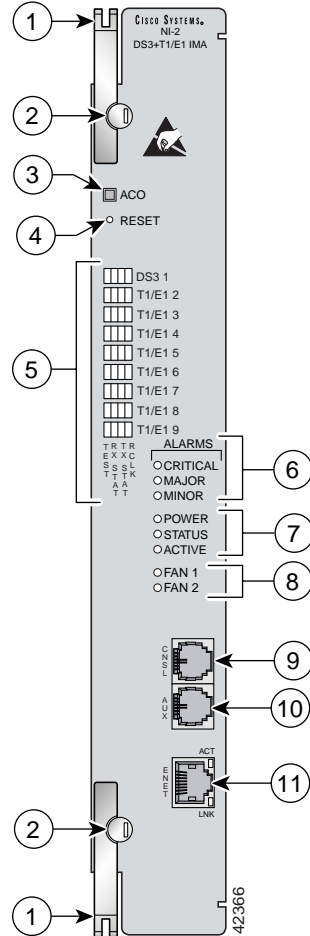 1
CISCO SYSTEMS®
NI-2
DS3+T1/E1 IMA
2
3
ACO
4
RESET
5
DS3 1
T1/E1 2
T1/E1 3
T1/E1 4
T1/E1 5
T1/E1 6
T1/E1 7
T1/E1 8
T1/E1 9
TEST
RX STAT
TX STAT
RCLK
ALARMS
CRITICAL
MAJOR
MINOR
6
POWER
STATUS
ACTIVE
7
FAN 1
FAN 2
8
CNSL
9
AUX
10
ACT
ENET
11
LNK
2
1
42366